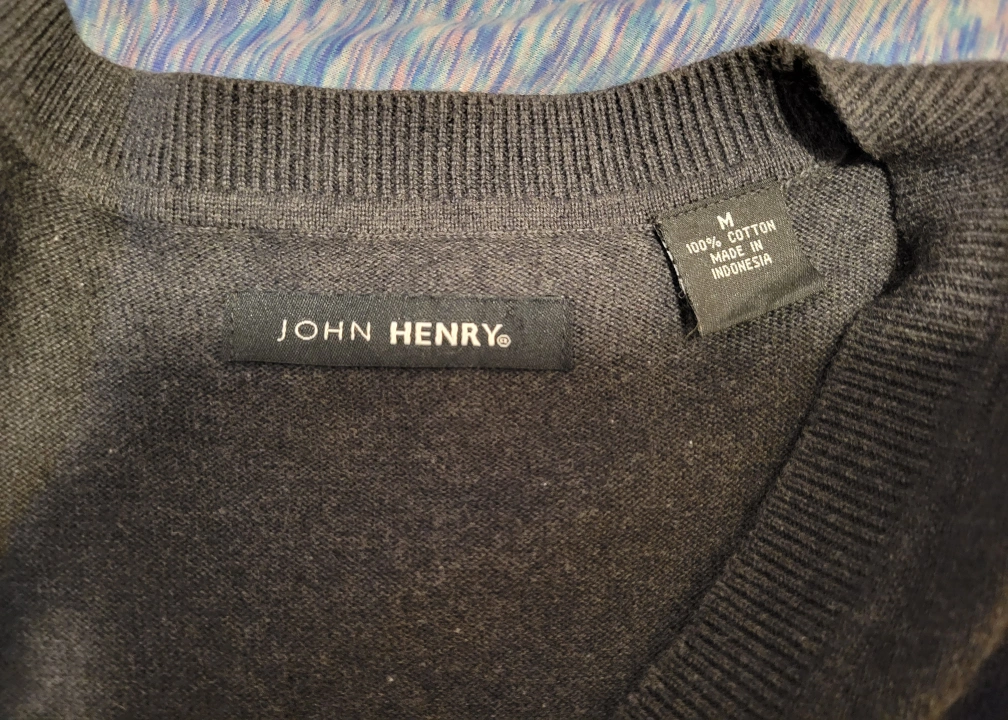 JOHN HENRY®
M
100% COTTON
MADE IN
INDONESIA